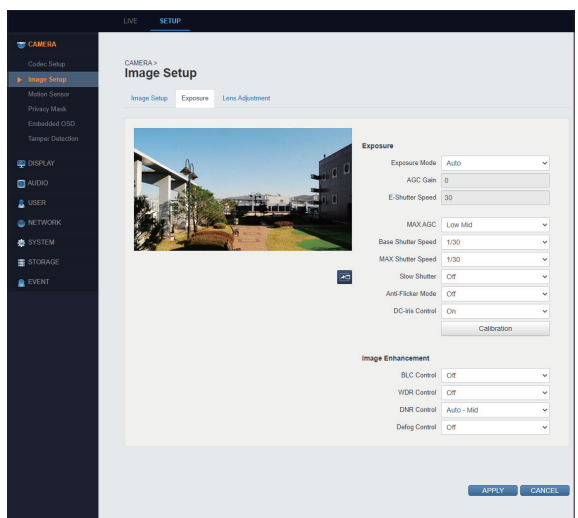 LIVE SETUP
CAMERA
Codec Setup
Image Setup
Motion Sensor
Privacy Mask
Embedded OSD
Tamper Detection
DISPLAY
AUDIO
USER
NETWORK
SYSTEM
STORAGE
EVENT
CAMERA >
Image Setup
Image Setup Exposure Lens Adjustment
Exposure
Exposure Mode Auto
AGC Gain 0
E-Shutter Speed 30
MAX AGC Low Mid
Base Shutter Speed 1/30
MAX Shutter Speed 1/30
Slow Shutter Off
Anti-Flicker Mode Off
DC-Iris Control On
Calibration
Image Enhancement
BLC Control Off
WDR Control Off
DNR Control Auto - Mid
Defog Control Off
APPLY CANCEL